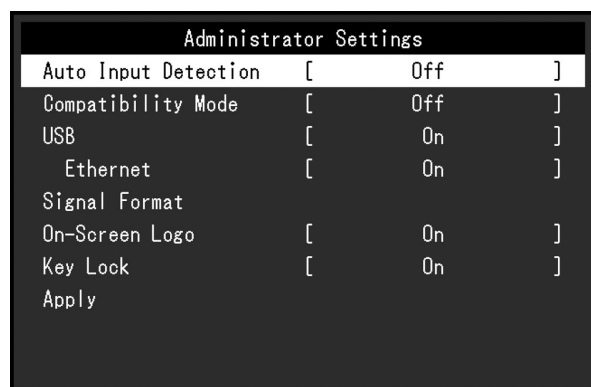 Administrator Settings
Auto Input Detection [ Off ]
Compatibility Mode [ Off ]
USB [ On ]
Ethernet [ On ]
Signal Format
On-Screen Logo [ On ]
Key Lock [ On ]
Apply